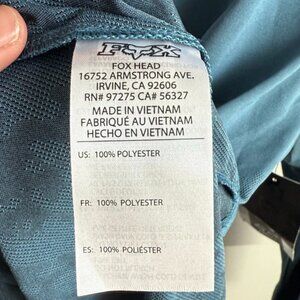 FOX
FOX HEAD
16752 ARMSTRONG AVE.
IRVINE, CA 92606
RN# 97275 CA# 56327
MADE IN VIETNAM
FABRIQUÉ AU VIETNAM
HECHO EN VIETNAM
US: 100% POLYESTER
FR: 100% POLYESTER
ES: 100% POLIÉSTER